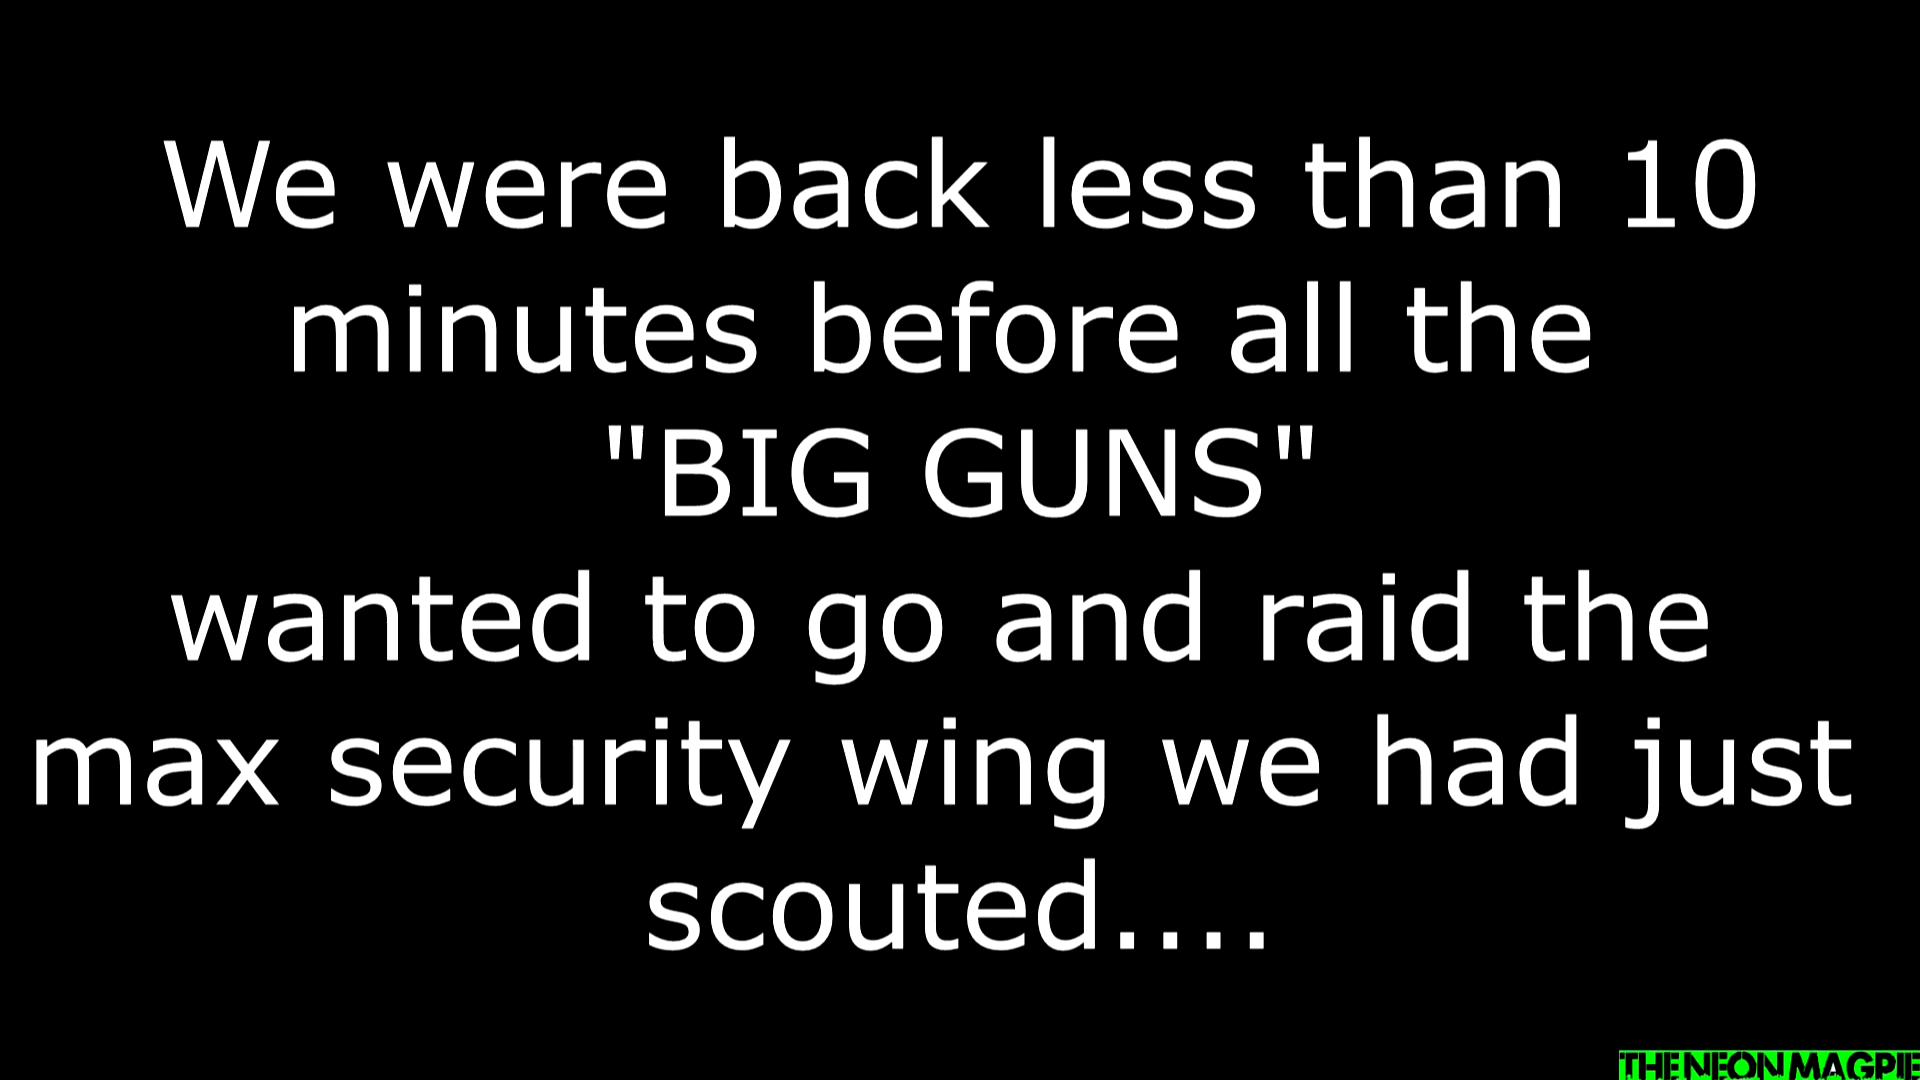 We were back less than 10
minutes before all the
"BIG GUNS"
wanted to go and raid the
max security wing we had just
scouted....
THE NEON MAGPIE